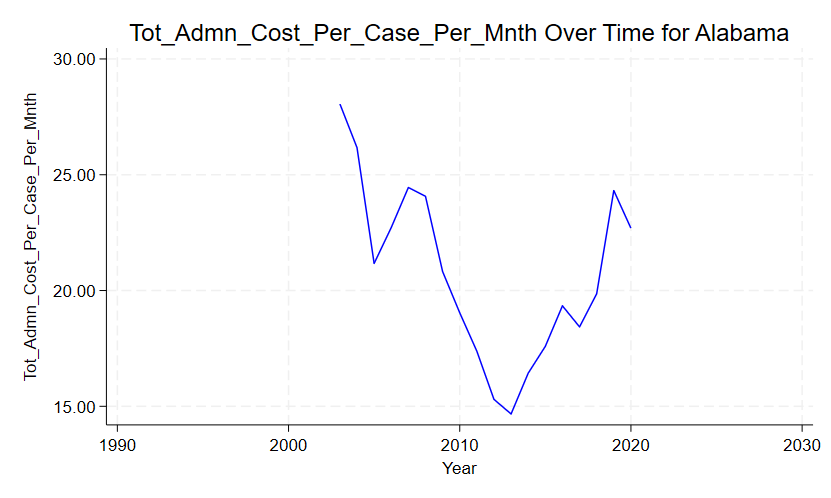 Tot_Admn_Cost_Per_Case_Per_Mnth Over Time for Alabama
Tot_Admn_Cost_Per_Case_Per_Mnth
30.00
25.00
20.00
15.00
1990 2000 2010 2020 2030
Year